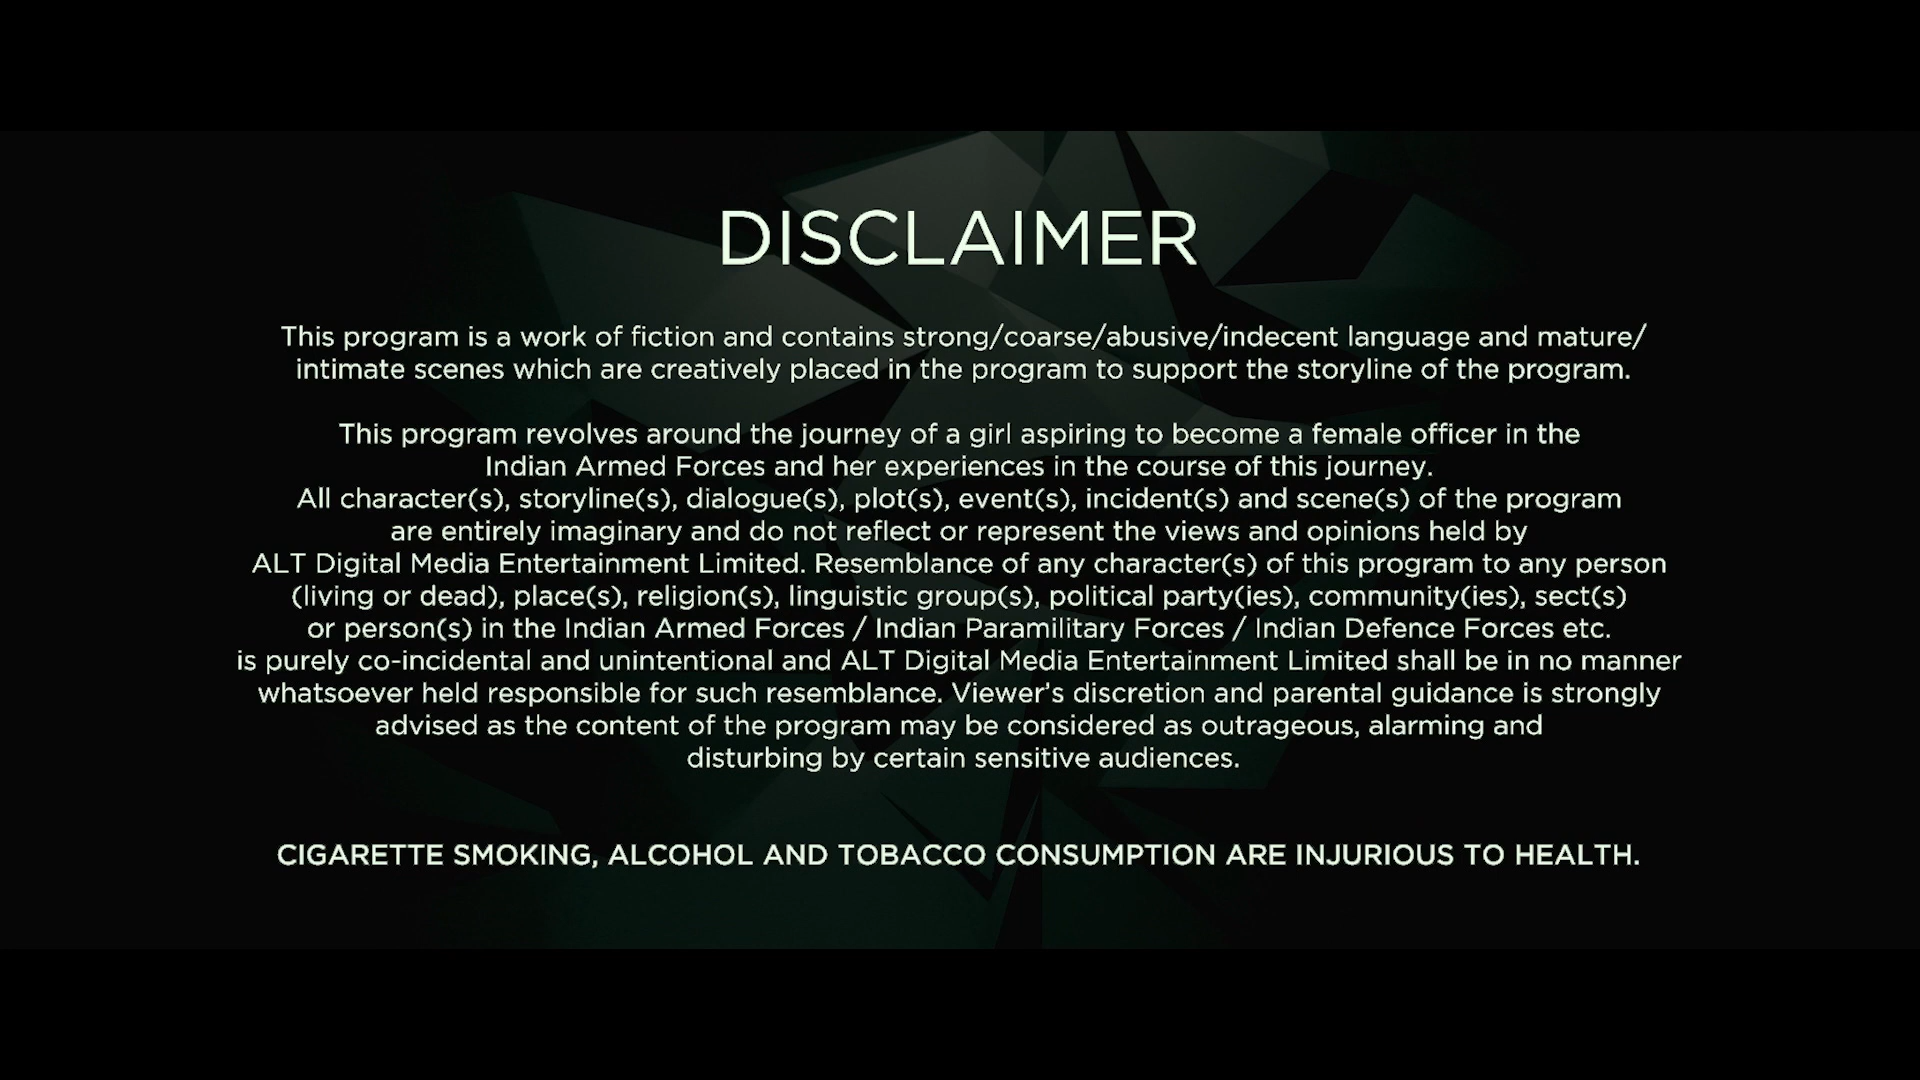 DISCLAIMER
This program is a work of fiction and contains strong/coarse/abusive/indecent language and mature/
intimate scenes which are creatively placed in the program to support the storyline of the program.
This program revolves around the journey of a girl aspiring to become a female officer in the
Indian Armed Forces and her experiences in the course of this journey.
All character(s), storyline(s), dialogue(s), plot(s), event(s), incident(s) and scene(s) of the program
are entirely imaginary and do not reflect or represent the views and opinions held by
ALT Digital Media Entertainment Limited. Resemblance of any character(s) of this program to any person
(living or dead), place(s), religion(s), linguistic group(s), political party(ies), community(ies), sect(s)
or person(s) in the Indian Armed Forces / Indian Paramilitary Forces / Indian Defence Forces etc.
is purely co-incidental and unintentional and ALT Digital Media Entertainment Limited shall be in no manner
whatsoever held responsible for such resemblance. Viewer's discretion and parental guidance is strongly
advised as the content of the program may be considered as outrageous, alarming and
disturbing by certain sensitive audiences.
CIGARETTE SMOKING, ALCOHOL AND TOBACCO CONSUMPTION ARE INJURIOUS TO HEALTH.